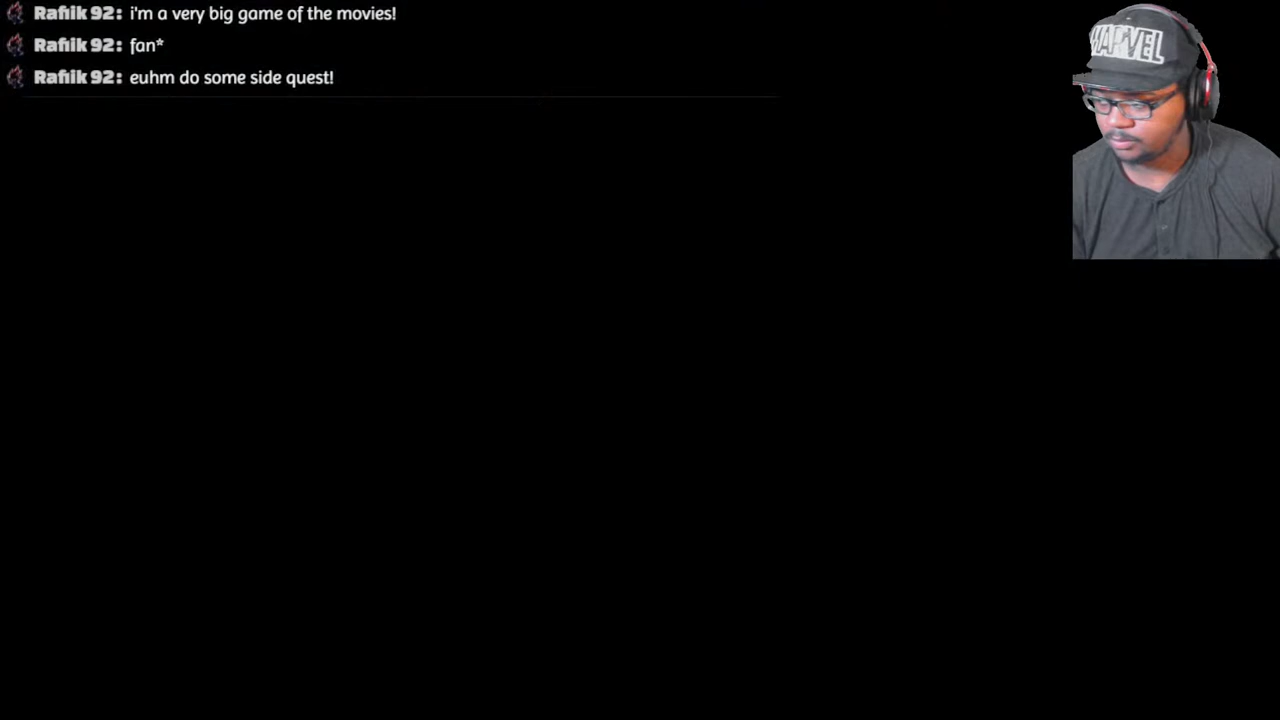 Rafiik 92: i'm a very big game of the movies!
Rafiik 92: fan*
Rafiik 92: euhm do some side quest!
MARVEL